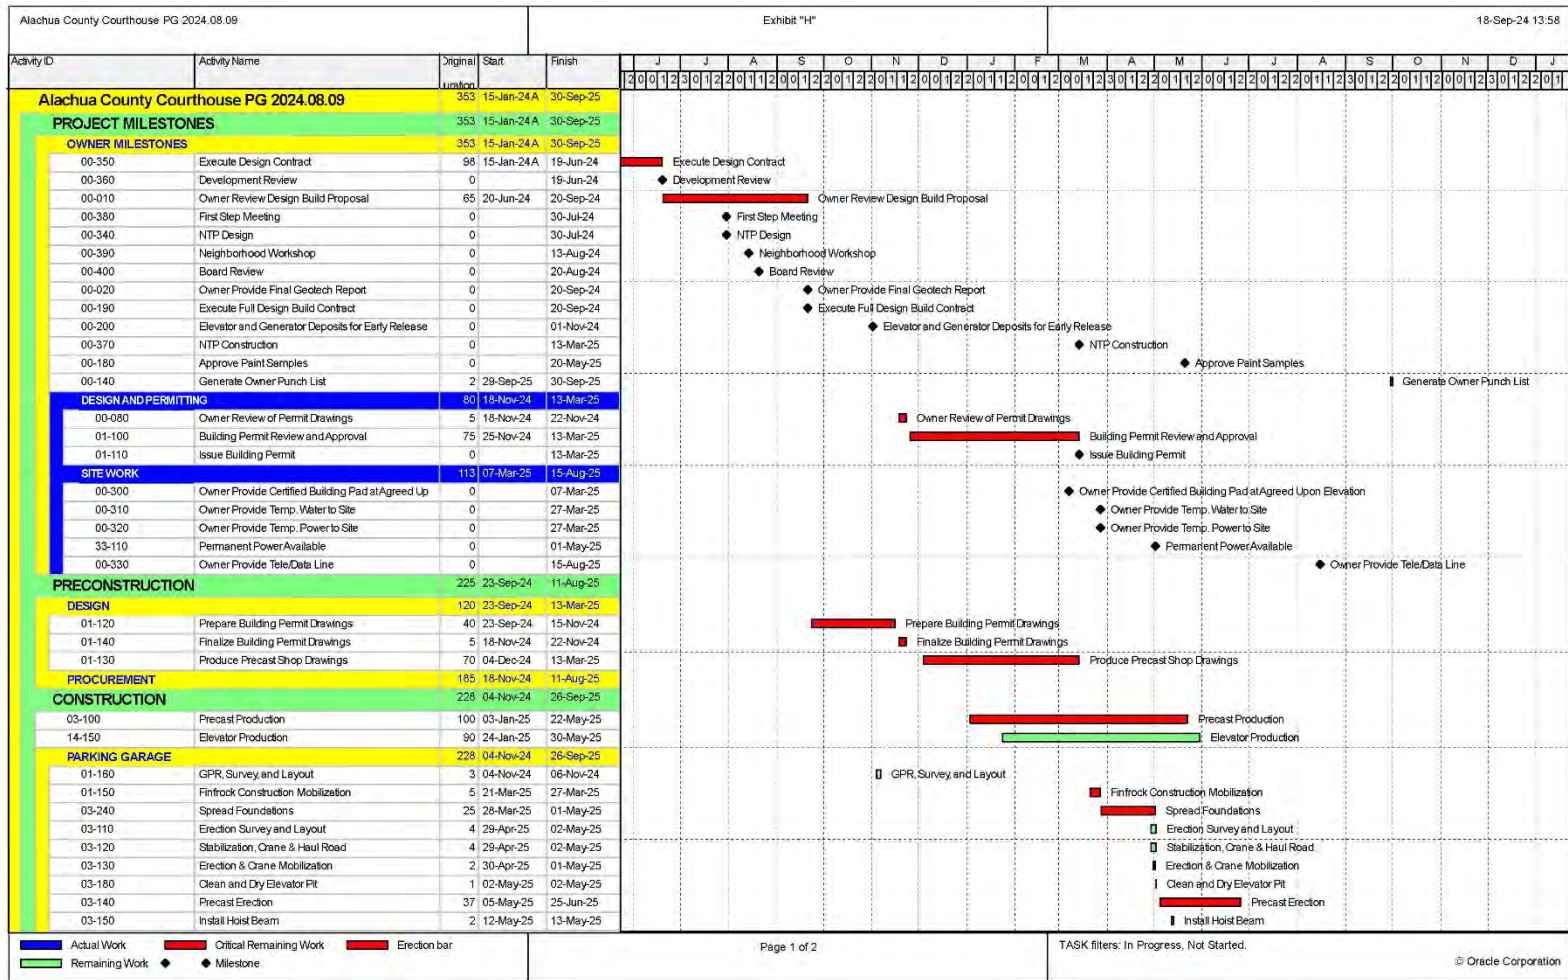 Alachua County Courthouse PG 2024.08.09 Exhibit "H" 18-Sep-24 13:58
Activity ID Activity Name Original Duration Start Finish J J A S O N D J F M A M J J A S O N D J
Alachua County Courthouse PG 2024.08.09 353 15-Jan-24 A 30-Sep-25
PROJECT MILESTONES 353 15-Jan-24 A 30-Sep-25
OWNER MILESTONES 353 15-Jan-24 A 30-Sep-25
00-350 Execute Design Contract 98 15-Jan-24 A 19-Jun-24 Execute Design Contract
00-360 Development Review 0 19-Jun-24 Development Review
00-010 Owner Review Design Build Proposal 65 20-Jun-24 20-Sep-24 Owner Review Design Build Proposal
00-380 First Step Meeting 0 30-Jul-24 First Step Meeting
00-340 NTP Design 0 30-Jul-24 NTP Design
00-390 Neighborhood Workshop 0 13-Aug-24 Neighborhood Workshop
00-400 Board Review 0 20-Aug-24 Board Review
00-020 Owner Provide Final Geotech Report 0 20-Sep-24 Owner Provide Final Geotech Report
00-190 Execute Full Design Build Contract 0 20-Sep-24 Execute Full Design Build Contract
00-200 Elevator and Generator Deposits for Early Release 0 01-Nov-24 Elevator and Generator Deposits for Early Release
00-370 NTP Construction 0 13-Mar-25 NTP Construction
00-180 Approve Paint Samples 0 20-May-25 Approve Paint Samples
00-140 Generate Owner Punch List 2 29-Sep-25 30-Sep-25 Generate Owner Punch List
DESIGN AND PERMITTING 80 18-Nov-24 13-Mar-25
00-080 Owner Review of Permit Drawings 5 18-Nov-24 22-Nov-24 Owner Review of Permit Drawings
01-100 Building Permit Review and Approval 75 25-Nov-24 13-Mar-25 Building Permit Review and Approval
01-110 Issue Building Permit 0 13-Mar-25 Issue Building Permit
SITE WORK 113 07-Mar-25 15-Aug-25
00-300 Owner Provide Certified Building Pad at Agreed Up 0 07-Mar-25 Owner Provide Certified Building Pad at Agreed Upon Elevation
00-310 Owner Provide Temp. Water to Site 0 27-Mar-25 Owner Provide Temp. Water to Site
00-320 Owner Provide Temp. Power to Site 0 27-Mar-25 Owner Provide Temp. Power to Site
33-110 Permanent Power Available 0 01-May-25 Permanent Power Available
00-330 Owner Provide Tele/Data Line 0 15-Aug-25 Owner Provide Tele/Data Line
PRECONSTRUCTION 225 23-Sep-24 11-Aug-25
DESIGN 120 23-Sep-24 13-Mar-25
01-120 Prepare Building Permit Drawings 40 23-Sep-24 15-Nov-24 Prepare Building Permit Drawings
01-140 Finalize Building Permit Drawings 5 18-Nov-24 22-Nov-24 Finalize Building Permit Drawings
01-130 Produce Precast Shop Drawings 70 04-Dec-24 13-Mar-25 Produce Precast Shop Drawings
PROCUREMENT 185 18-Nov-24 11-Aug-25
CONSTRUCTION 228 04-Nov-24 26-Sep-25
03-100 Precast Production 100 03-Jan-25 22-May-25 Precast Production
14-150 Elevator Production 90 24-Jan-25 30-May-25 Elevator Production
PARKING GARAGE 228 04-Nov-24 26-Sep-25
01-160 GPR, Survey, and Layout 3 04-Nov-24 06-Nov-24 GPR, Survey, and Layout
01-150 Finfrock Construction Mobilization 5 21-Mar-25 27-Mar-25 Finfrock Construction Mobilization
03-240 Spread Foundations 25 28-Mar-25 01-May-25 Spread Foundations
03-110 Erection Survey and Layout 4 29-Apr-25 02-May-25 Erection Survey and Layout
03-120 Stabilization, Crane & Haul Road 4 29-Apr-25 02-May-25 Stabilization, Crane & Haul Road
03-130 Erection & Crane Mobilization 2 30-Apr-25 01-May-25 Erection & Crane Mobilization
03-180 Clean and Dry Elevator Pit 1 02-May-25 02-May-25 Clean and Dry Elevator Pit
03-140 Precast Erection 37 05-May-25 25-Jun-25 Precast Erection
03-150 Install Hoist Beam 2 12-May-25 13-May-25 Install Hoist Beam
Actual Work Critical Remaining Work Erection bar
Remaining Work Milestone
Page 1 of 2
TASK filters: In Progress, Not Started.
© Oracle Corporation